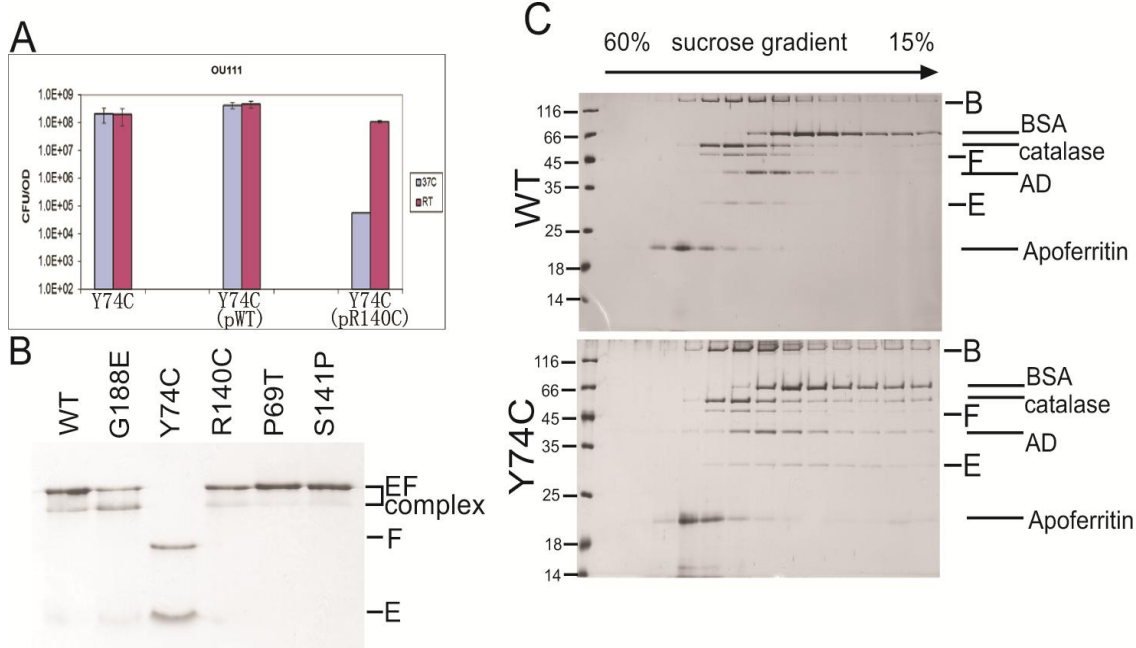 A
OU111
CFU/OD
1.0E+09
1.0E+08
1.0E+07
1.0E+06
1.0E+05
1.0E+04
1.0E+03
1.0E+02
37C
RT
Y74C
Y74C
(pWT)
Y74C
(pR140C)
B
WT
G188E
Y74C
R140C
P69T
S141P
EF
complex
F
E
C
60% sucrose gradient 15%
WT
116
66
45
35
25
18
14
B
BSA
catalase
F
AD
E
Apoferritin
Y74C
116
66
45
35
25
18
14
B
BSA
catalase
F
AD
E
Apoferritin